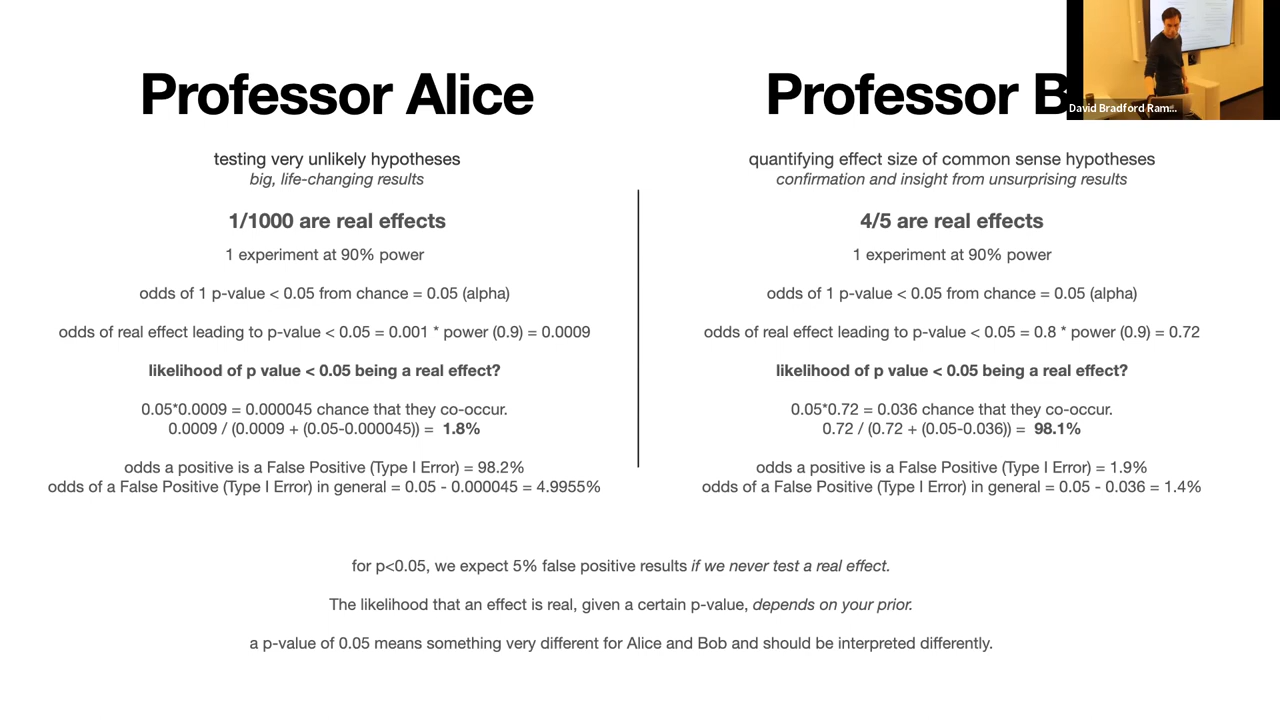 Professor Alice
testing very unlikely hypotheses
big, life-changing results
1/1000 are real effects
1 experiment at 90% power
odds of 1 p-value < 0.05 from chance = 0.05 (alpha)
odds of real effect leading to p-value < 0.05 = 0.001 * power (0.9) = 0.0009
likelihood of p value < 0.05 being a real effect?
0.05*0.0009 = 0.000045 chance that they co-occur.
0.0009 / (0.0009 + (0.05-0.000045)) = 1.8%
odds a positive is a False Positive (Type I Error) = 98.2%
odds of a False Positive (Type I Error) in general = 0.05 - 0.000045 = 4.9955%
Professor B
David Bradford Ram...
quantifying effect size of common sense hypotheses
confirmation and insight from unsurprising results
4/5 are real effects
1 experiment at 90% power
odds of 1 p-value < 0.05 from chance = 0.05 (alpha)
odds of real effect leading to p-value < 0.05 = 0.8 * power (0.9) = 0.72
likelihood of p value < 0.05 being a real effect?
0.05*0.72 = 0.036 chance that they co-occur.
0.72 / (0.72 + (0.05-0.036)) = 98.1%
odds a positive is a False Positive (Type I Error) = 1.9%
odds of a False Positive (Type I Error) in general = 0.05 - 0.036 = 1.4%
for p<0.05, we expect 5% false positive results if we never test a real effect.
The likelihood that an effect is real, given a certain p-value, depends on your prior.
a p-value of 0.05 means something very different for Alice and Bob and should be interpreted differently.